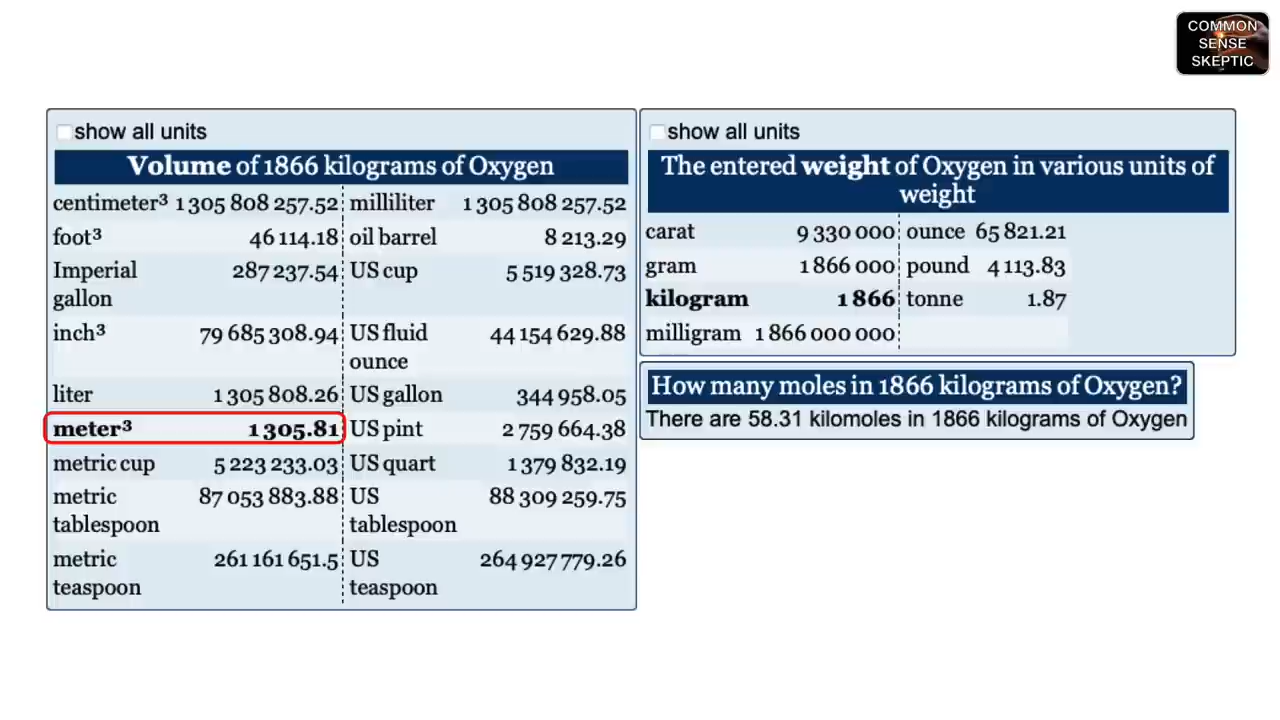 COMMON
SENSE
SKEPTIC
show all units
Volume of 1866 kilograms of Oxygen
centimeter³ 1 305 808 257.52 milliliter 1 305 808 257.52
foot³ 46 114.18 oil barrel 8 213.29
Imperial 287 237.54 US cup 5 519 328.73
gallon
inch³ 79 685 308.94 US fluid 44 154 629.88
ounce
liter 1 305 808.26 US gallon 344 958.05
meter³ 1 305.81 US pint 2 759 664.38
metric cup 5 223 233.03 US quart 1 379 832.19
metric 87 053 883.88 US 88 309 259.75
tablespoon tablespoon
metric 261 161 651.5 US 264 927 779.26
teaspoon teaspoon
show all units
The entered weight of Oxygen in various units of
weight
carat 9 330 000 ounce 65 821.21
gram 1 866 000 pound 4 113.83
kilogram 1 866 tonne 1.87
milligram 1 866 000 000
How many moles in 1866 kilograms of Oxygen?
There are 58.31 kilomoles in 1866 kilograms of Oxygen